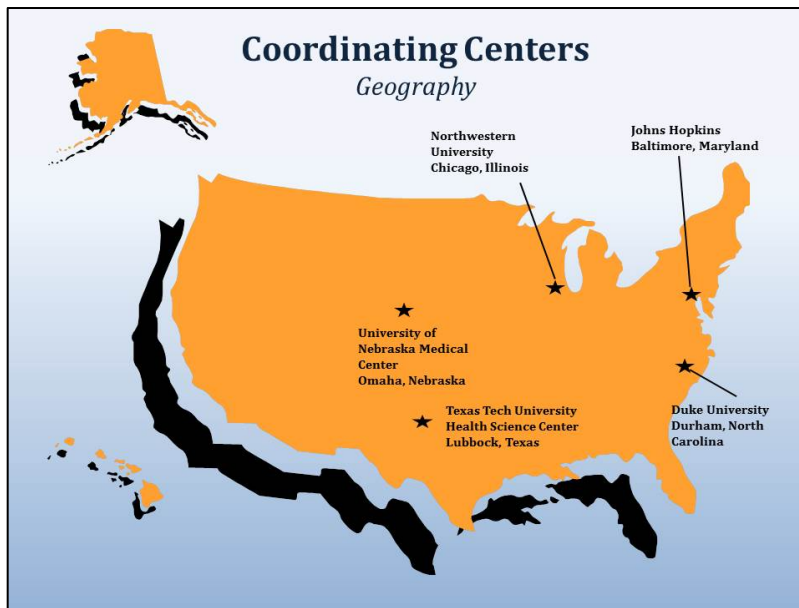 Coordinating Centers
Geography
Northwestern
University
Chicago, Illinois
Johns Hopkins
Baltimore, Maryland
University of
Nebraska Medical
Center
Omaha, Nebraska
Texas Tech University
Health Science Center
Lubbock, Texas
Duke University
Durham, North
Carolina